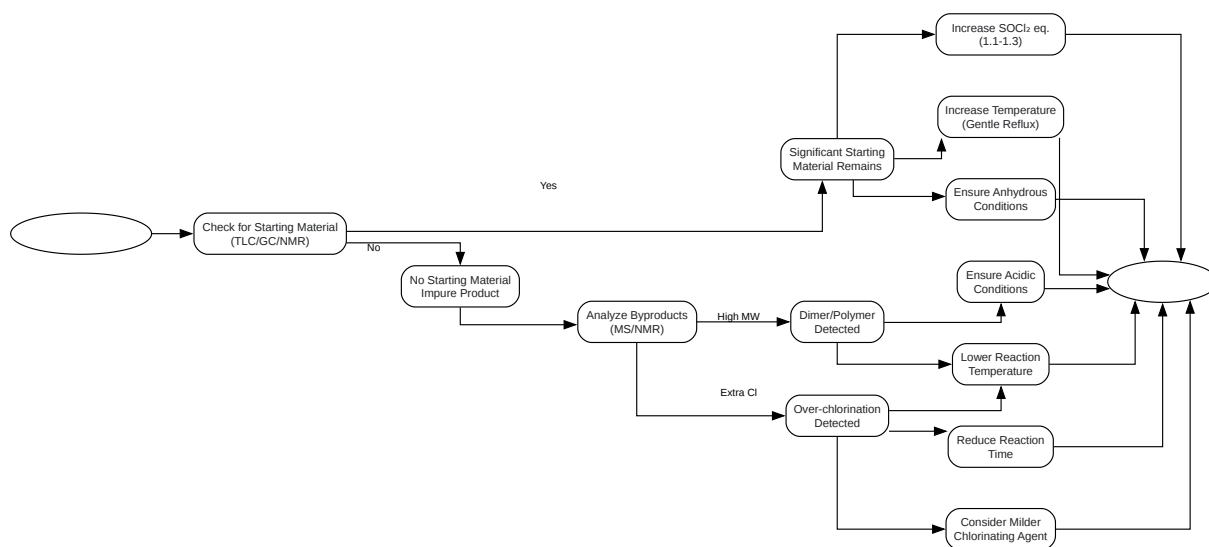 Increase SOCl₂ eq.
(1.1-1.3)
Increase Temperature
(Gentle Reflux)
Significant Starting
Material Remains
Yes
Ensure Anhydrous
Conditions
Check for Starting Material
(TLC/GC/NMR)
No
No Starting Material
Impure Product
Ensure Acidic
Conditions
Analyze Byproducts
(MS/NMR)
High MW
Dimer/Polymer
Detected
Lower Reaction
Temperature
Extra Cl
Over-chlorination
Detected
Reduce Reaction
Time
Consider Milder
Chlorinating Agent